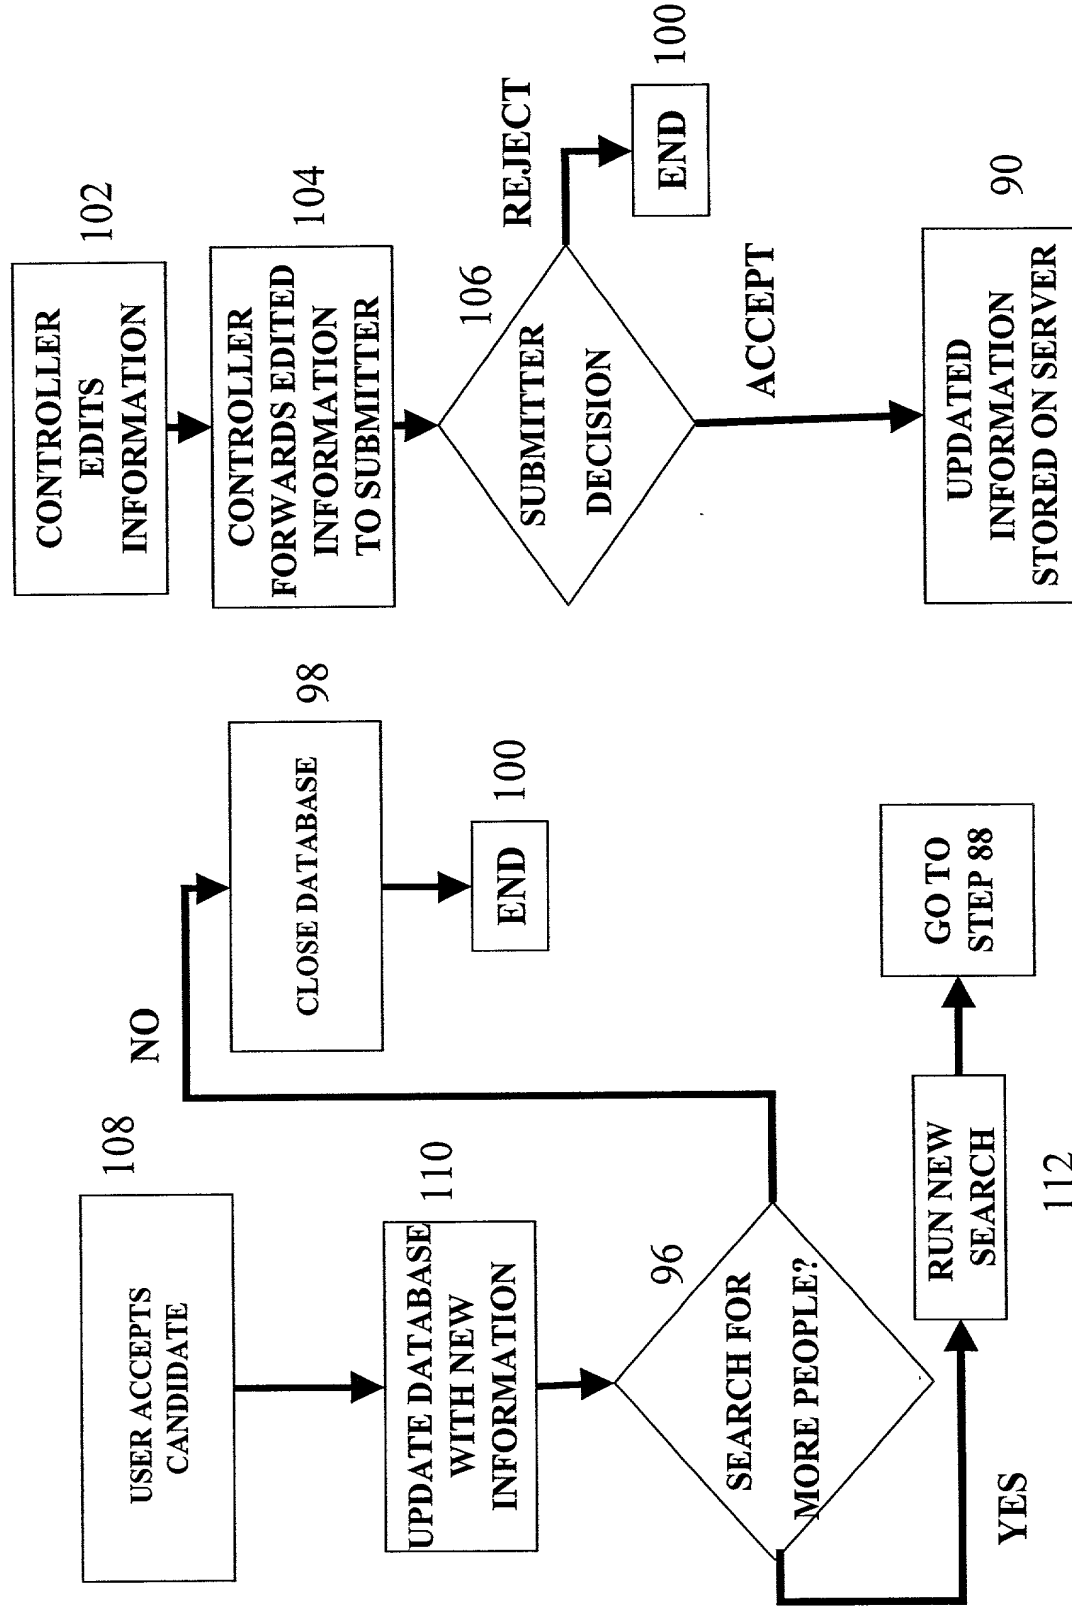 108
USER ACCEPTS
CANDIDATE
110
UPDATE DATABASE
WITH NEW
INFORMATION
96
SEARCH FOR
MORE PEOPLE?
NO
98
CLOSE DATABASE
100
END
YES
RUN NEW
SEARCH
112
GO TO
STEP 88
102
CONTROLLER
EDITS
INFORMATION
104
CONTROLLER
FORWARDS EDITED
INFORMATION
TO SUBMITTER
106
SUBMITTER
DECISION
REJECT
100
END
ACCEPT
90
UPDATED
INFORMATION
STORED ON SERVER